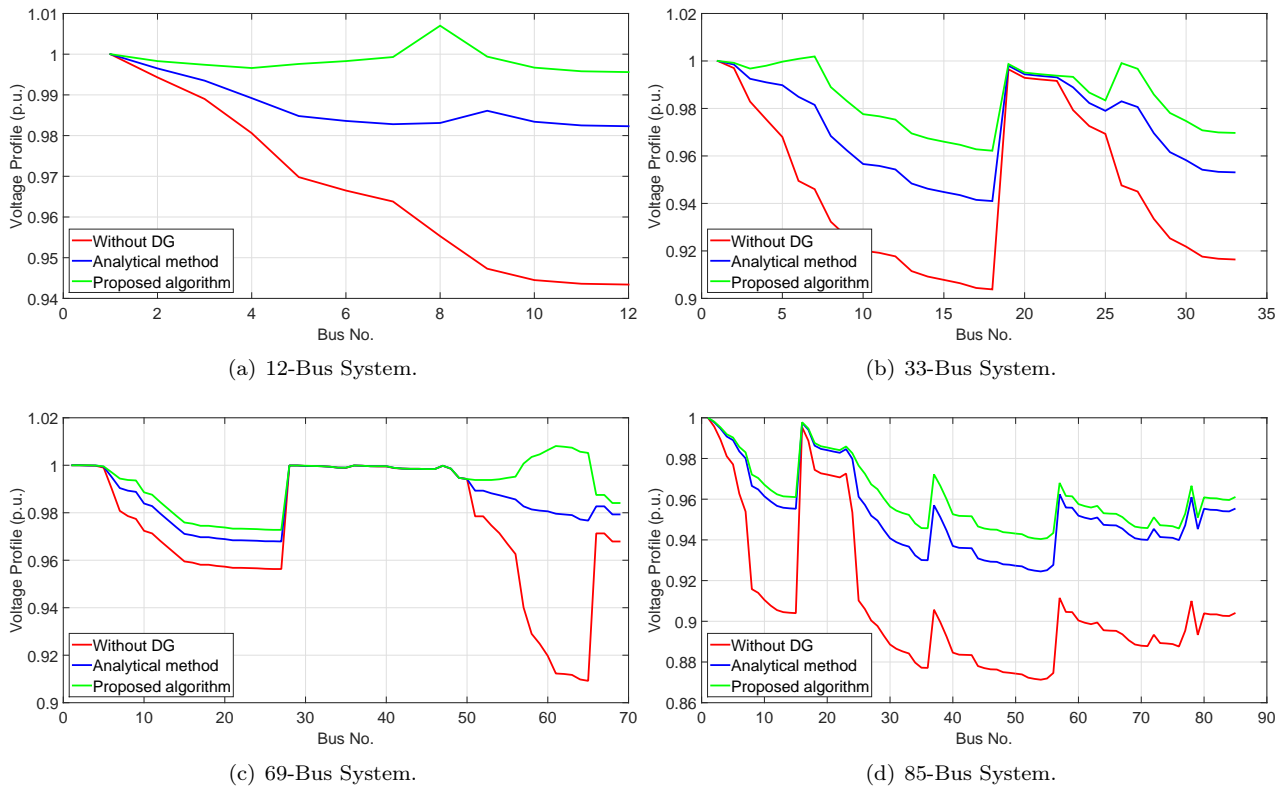 1.01
1
0.99
0.98
0.97
0.96
0.95
0.94
Voltage Profile (p.u.)
Without DG
Analytical method
Proposed algorithm
0 2 4 6 8 10 12
Bus No.
(a) 12-Bus System.
1.02
1
0.98
0.96
0.94
0.92
0.9
Voltage Profile (p.u.)
Without DG
Analytical method
Proposed algorithm
0 5 10 15 20 25 30 35
Bus No.
(b) 33-Bus System.
1.02
1
0.98
0.96
0.94
0.92
0.9
Voltage Profile (p.u.)
Without DG
Analytical method
Proposed algorithm
0 10 20 30 40 50 60 70
Bus No.
(c) 69-Bus System.
1
0.98
0.96
0.94
0.92
0.9
0.88
0.86
Voltage Profile (p.u.)
Without DG
Analytical method
Proposed algorithm
0 10 20 30 40 50 60 70 80 90
Bus No.
(d) 85-Bus System.